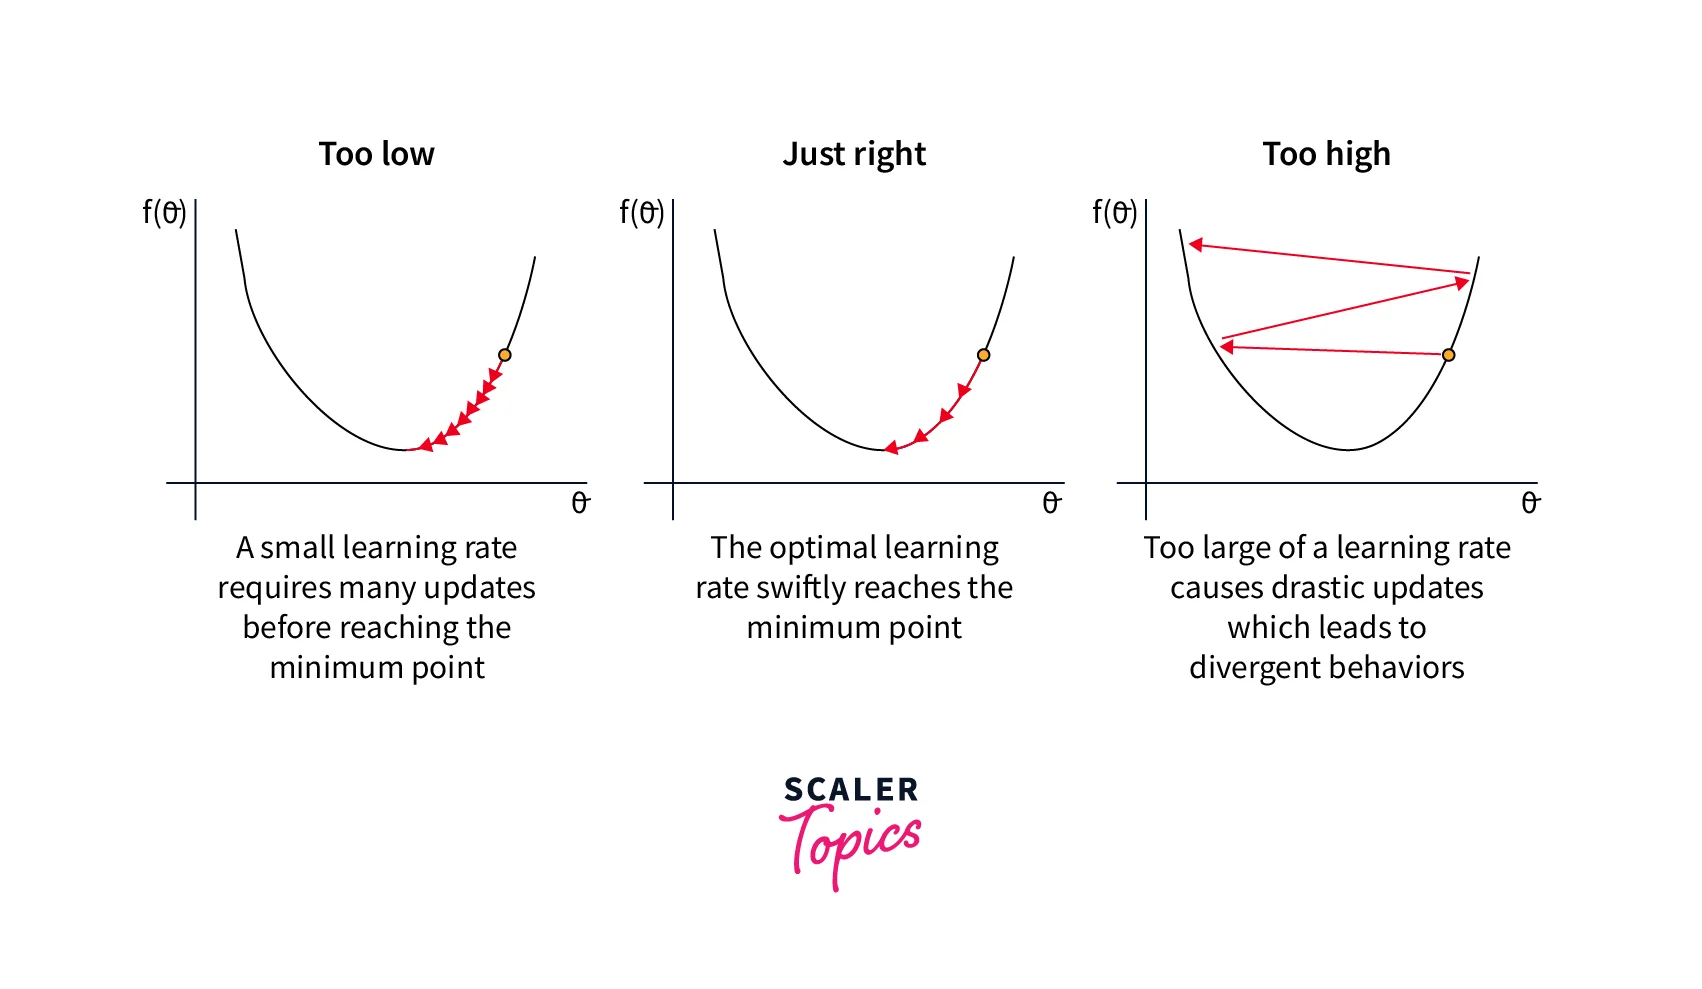 Too low
f(θ)
θ
A small learning rate
requires many updates
before reaching the
minimum point
Just right
f(θ)
θ
The optimal learning
rate swiftly reaches the
minimum point
Too high
f(θ)
θ
Too large of a learning rate
causes drastic updates
which leads to
divergent behaviors
SCALER
Topics